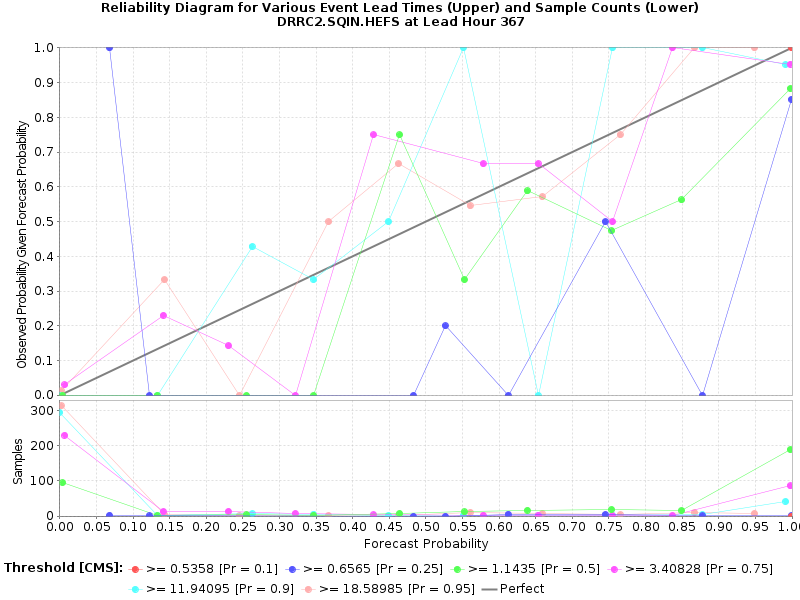 Reliability Diagram for Various Event Lead Times (Upper) and Sample Counts (Lower)
DRRC2.SQIN.HEFS at Lead Hour 367
Observed Probability Given Forecast Probability
1.0
0.9
0.8
0.7
0.6
0.5
0.4
0.3
0.2
0.1
0.0
Samples
300
200
100
0
0.00 0.05 0.10 0.15 0.20 0.25 0.30 0.35 0.40 0.45 0.50 0.55 0.60 0.65 0.70 0.75 0.80 0.85 0.90 0.95 1.0
Forecast Probability
Threshold [CMS]: >= 0.5358 [Pr = 0.1] >= 0.6565 [Pr = 0.25] >= 1.1435 [Pr = 0.5] >= 3.40828 [Pr = 0.75]
>= 11.94095 [Pr = 0.9] >= 18.58985 [Pr = 0.95] Perfect